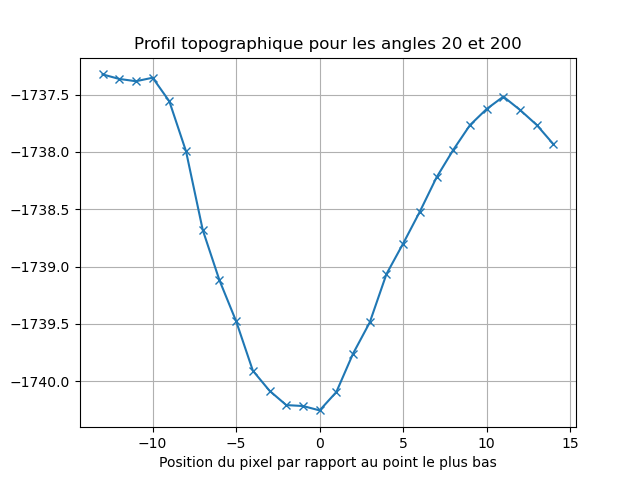 Profil topographique pour les angles 20 et 200
−1737.5
−1738.0
−1738.5
−1739.0
−1739.5
−1740.0
−10 −5 0 5 10 15
Position du pixel par rapport au point le plus bas